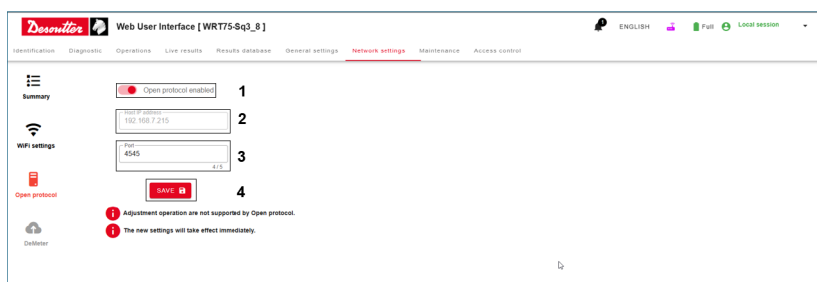 Desoutter Web User Interface [ WRT75-Sq3_8 ] ENGLISH Full Local session
Identification Diagnostic Operations Live results Results database General settings Network settings Maintenance Access control
Summary
WiFi settings
Open protocol
DeMeter
Open protocol enabled 1
Host IP address
192.168.7.215 2
Port
4545 3
4/5
SAVE 4
Adjustment operation are not supported by Open protocol.
The new settings will take effect immediately.